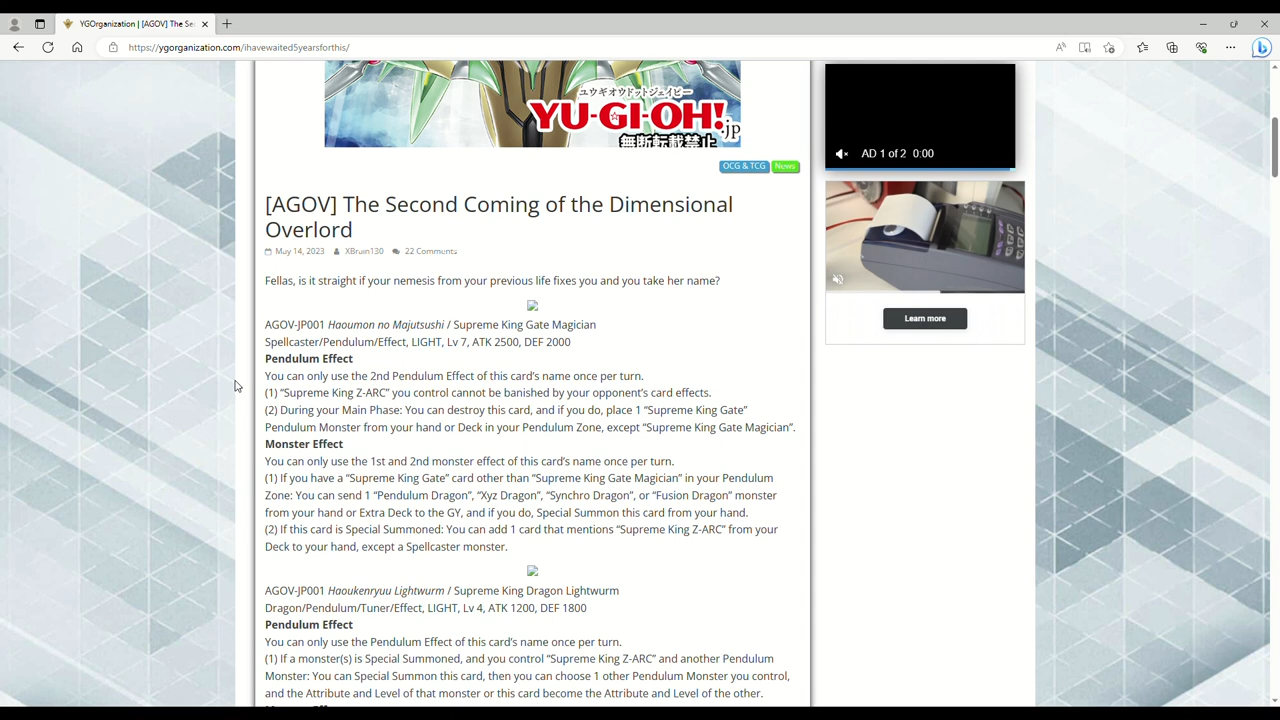 YGOrganization | [AGOV] The Se
https://ygorganization.com/ihavewaited5yearsforthis/
ユウギオウドットジェイピー
YU-GI-OH!
.jp
無断転載禁止
AD 1 of 2 0:00
OCG & TCG News
[AGOV] The Second Coming of the Dimensional
Overlord
May 14, 2023 XBruin130 22 Comments
Fellas, is it straight if your nemesis from your previous life fixes you and you take her name?
Learn more
AGOV-JP001 Haoumon no Majutsushi / Supreme King Gate Magician
Spellcaster/Pendulum/Effect, LIGHT, Lv 7, ATK 2500, DEF 2000
Pendulum Effect
You can only use the 2nd Pendulum Effect of this card’s name once per turn.
(1) “Supreme King Z-ARC” you control cannot be banished by your opponent’s card effects.
(2) During your Main Phase: You can destroy this card, and if you do, place 1 “Supreme King Gate”
Pendulum Monster from your hand or Deck in your Pendulum Zone, except “Supreme King Gate Magician”.
Monster Effect
You can only use the 1st and 2nd monster effect of this card’s name once per turn.
(1) If you have a “Supreme King Gate” card other than “Supreme King Gate Magician” in your Pendulum
Zone: You can send 1 “Pendulum Dragon”, “Xyz Dragon”, “Synchro Dragon”, or “Fusion Dragon” monster
from your hand or Extra Deck to the GY, and if you do, Special Summon this card from your hand.
(2) If this card is Special Summoned: You can add 1 card that mentions “Supreme King Z-ARC” from your
Deck to your hand, except a Spellcaster monster.
AGOV-JP001 Haoukenryuu Lightwurm / Supreme King Dragon Lightwurm
Dragon/Pendulum/Tuner/Effect, LIGHT, Lv 4, ATK 1200, DEF 1800
Pendulum Effect
You can only use the Pendulum Effect of this card’s name once per turn.
(1) If a monster(s) is Special Summoned, and you control “Supreme King Z-ARC” and another Pendulum
Monster: You can Special Summon this card, then you can choose 1 other Pendulum Monster you control,
and the Attribute and Level of that monster or this card become the Attribute and Level of the other.